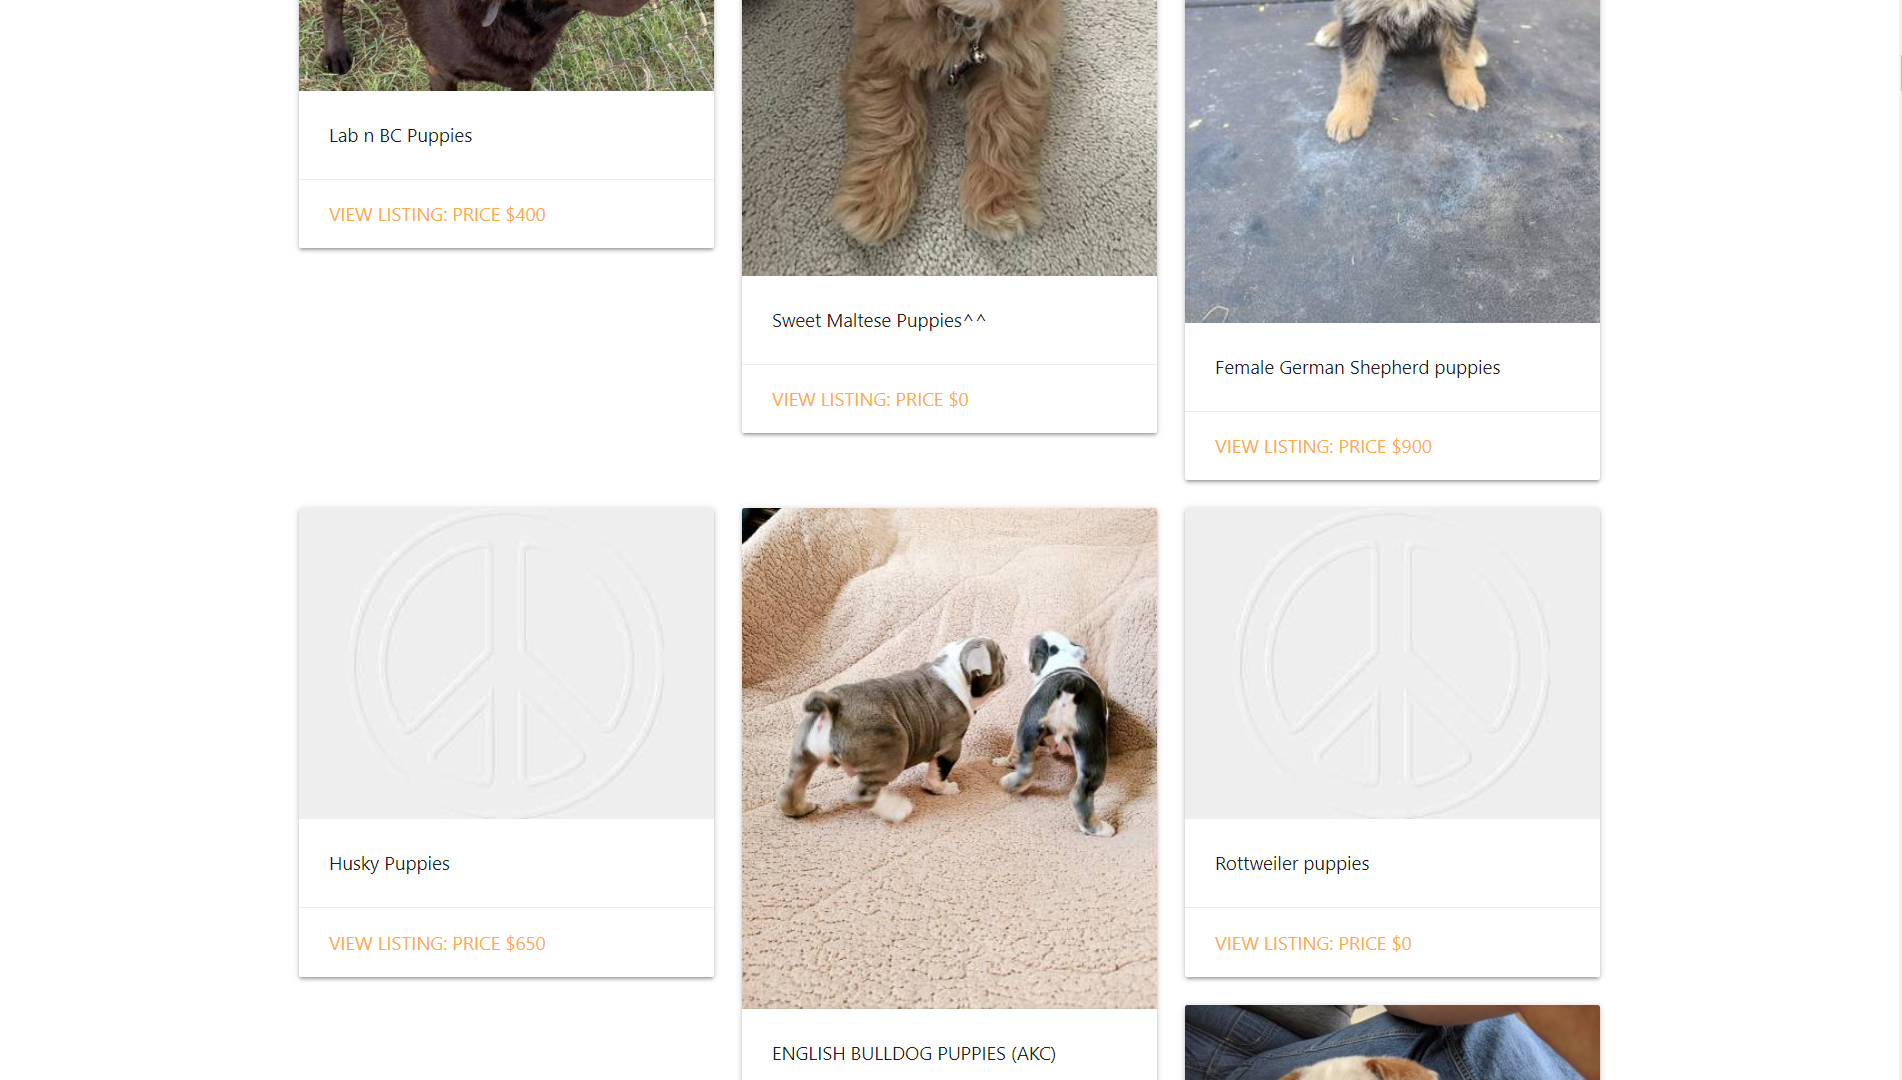 Lab n BC Puppies
VIEW LISTING: PRICE $400
Sweet Maltese Puppies^^
VIEW LISTING: PRICE $0
Female German Shepherd puppies
VIEW LISTING: PRICE $900
Husky Puppies
VIEW LISTING: PRICE $650
ENGLISH BULLDOG PUPPIES (AKC)
Rottweiler puppies
VIEW LISTING: PRICE $0